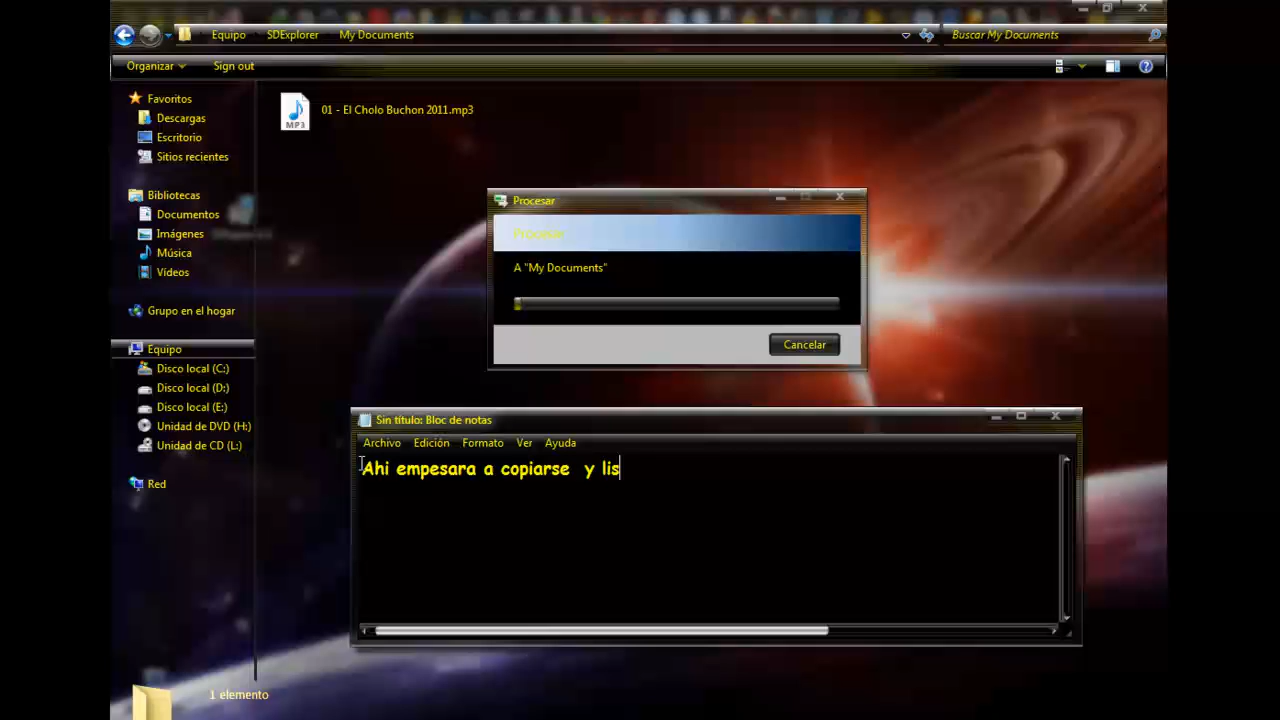 Equipo SDExplorer My Documents Buscar My Documents
Organizar Sign out
Favoritos
Descargas
Escritorio
Sitios recientes
Bibliotecas
Documentos
Imágenes
Música
Vídeos
Grupo en el hogar
Equipo
Disco local (C:)
Disco local (D:)
Disco local (E:)
Unidad de DVD (H:)
Unidad de CD (L:)
Red
MP3
01 - El Cholo Buchon 2011.mp3
Procesar
Procesar
A "My Documents"
Cancelar
Sin título: Bloc de notas
Archivo Edición Formato Ver Ayuda
Ahi empesara a copiarse  y lis
1 elemento